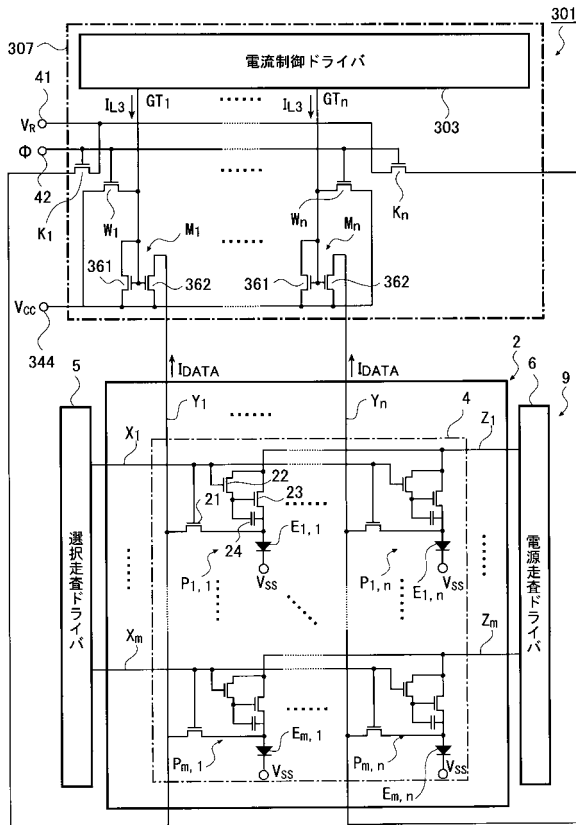 307
301
電流制御ドライバ
41
IL3
GT1
IL3
GTn
303
VR
Φ
42
K1
W1
Wn
Kn
M1
Mn
361
362
361
362
VCC
344
IDATA
IDATA
2
5
6
9
Y1
Yn
4
X1
Z1
22
21
23
24
E1, 1
P1, 1
VSS
P1, n
E1, n
VSS
選択走査ドライバ
電源走査ドライバ
Xm
Zm
Em, 1
Pm, 1
VSS
Pm, n
VSS
Em, n